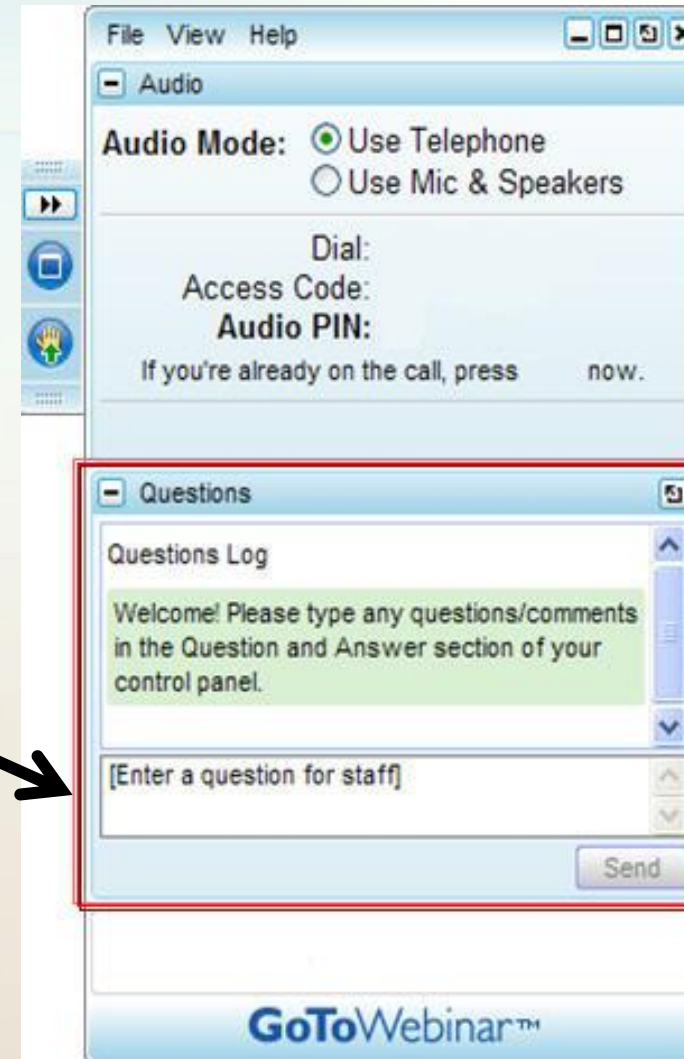 File View Help
Audio
Audio Mode: Use Telephone
Use Mic & Speakers
Dial:
Access Code:
Audio PIN:
If you're already on the call, press now.
Questions
Questions Log
Welcome! Please type any questions/comments
in the Question and Answer section of your
control panel.
[Enter a question for staff]
Send
GoToWebinar™